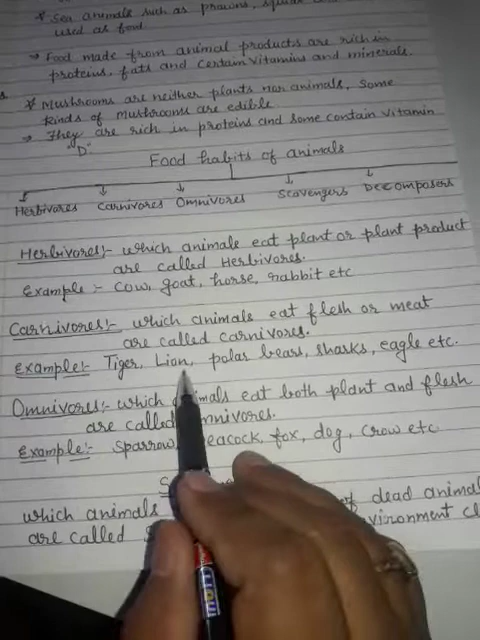 * Sea animals such as prawns,
used as food
→ Food made from animal products are rich in
proteins, fats and certain vitamins and minerals.
* Mushrooms are neither plants nor animals, some
kinds of mushrooms are edible
→ They are rich in proteins and some contain vitamin
"D"
Food habits of animals
Herbivores Carnivores Omnivores Scavengers Decomposers
Herbivores:- which animals eat plant or plant product
are called Herbivores.
Example:- cow, goat, horse, rabbit etc
Carnivores:- which animals eat flesh or meat
are called carnivores.
Example:- Tiger, Lion, polar bears, sharks, eagle etc.
Omnivores:- which animals eat both plant and flesh
are called omnivores.
Example:- Sparrow, peacock, fox, dog, crow etc
which animals of dead animal
are called